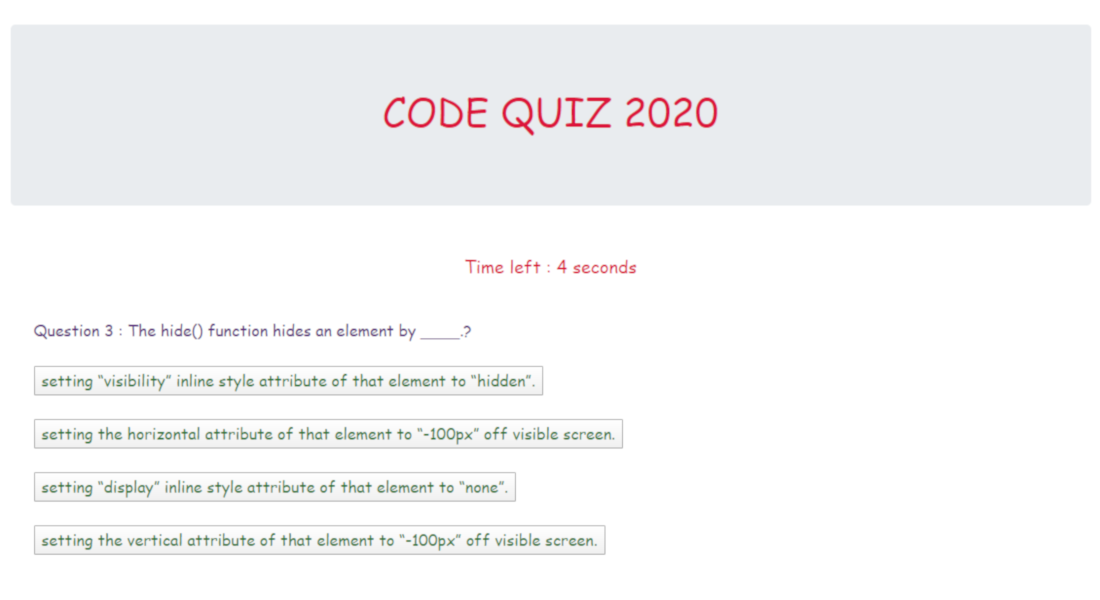 CODE QUIZ 2020
Time left : 4 seconds
Question 3 : The hide() function hides an element by _____.?
setting “visibility” inline style attribute of that element to “hidden”.
setting the horizontal attribute of that element to “-100px” off visible screen.
setting “display” inline style attribute of that element to “none”.
setting the vertical attribute of that element to “-100px” off visible screen.